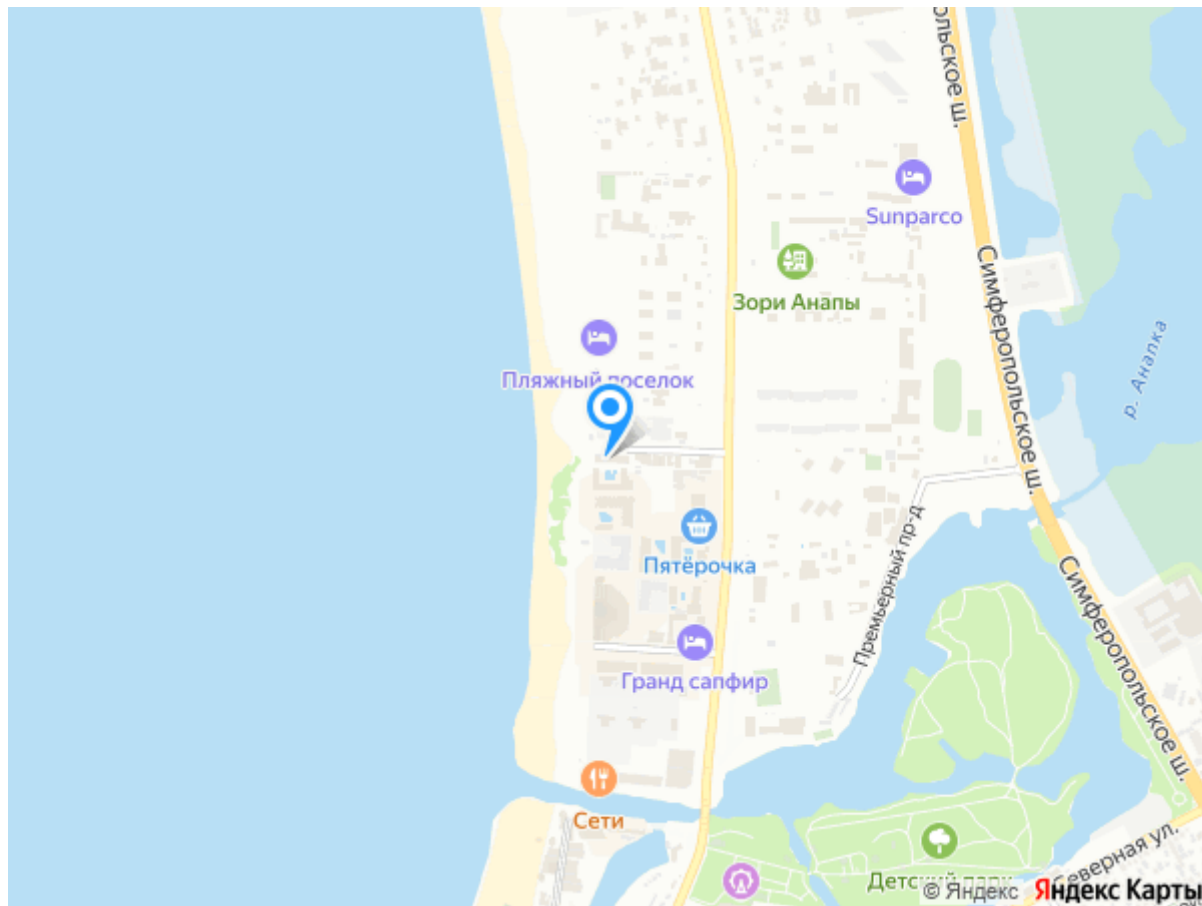 ольское ш.
Sunparco
Зори Анапы
Симферопольское ш.
Пляжный поселок
р. Анапка
Пятёрочка
Премьерный пр-д
Симферопольское ш.
Гранд сапфир
Сети
Северная ул.
Детский парк
© Яндекс Яндекс Карты